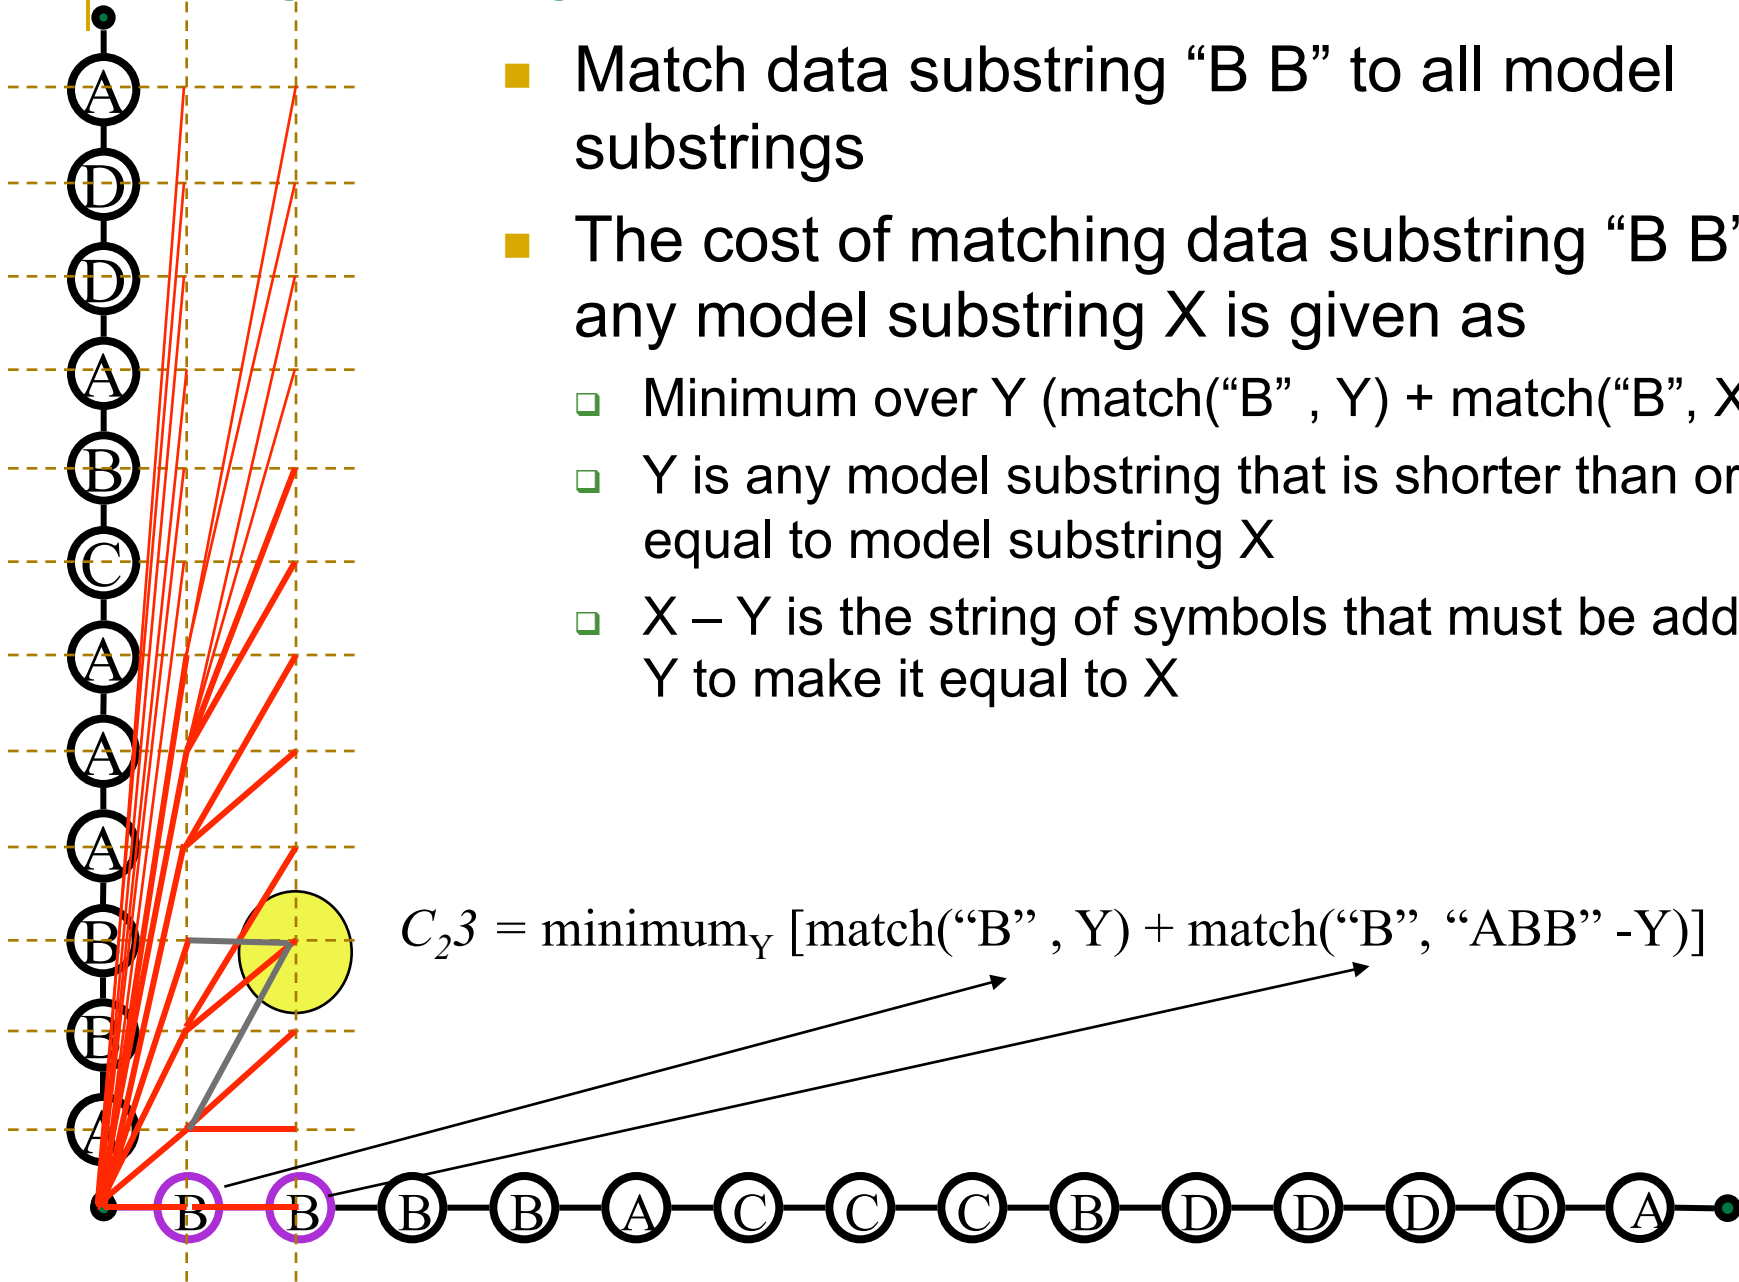 Match data substring “B B” to all model
substrings
The cost of matching data substring “B B”
any model substring X is given as
Minimum over Y (match(“B” , Y) + match(“B”, X
Y is any model substring that is shorter than or
equal to model substring X
X – Y is the string of symbols that must be add
Y to make it equal to X
C₂3 = minimum_Y [match(“B” , Y) + match(“B”, “ABB” -Y)]
A
D
D
A
B
C
A
A
A
B
B
A
B B B B A C C C B D D D D A